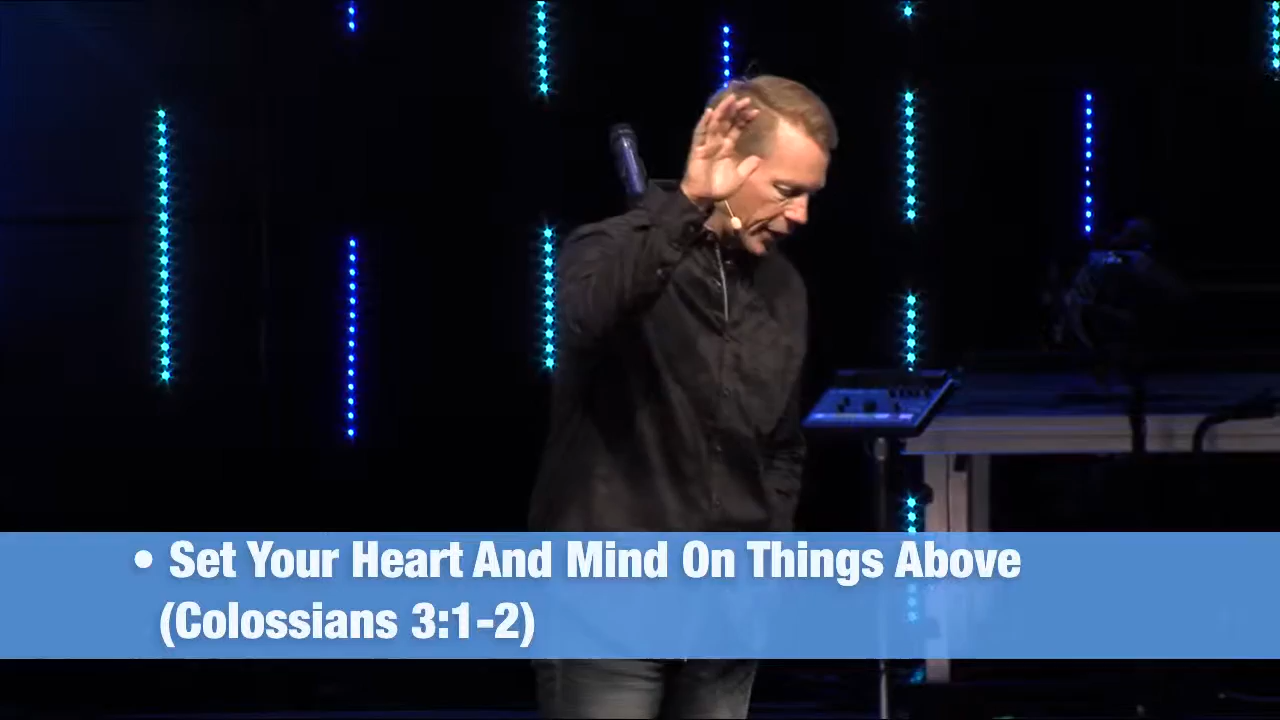 • Set Your Heart And Mind On Things Above
(Colossians 3:1-2)